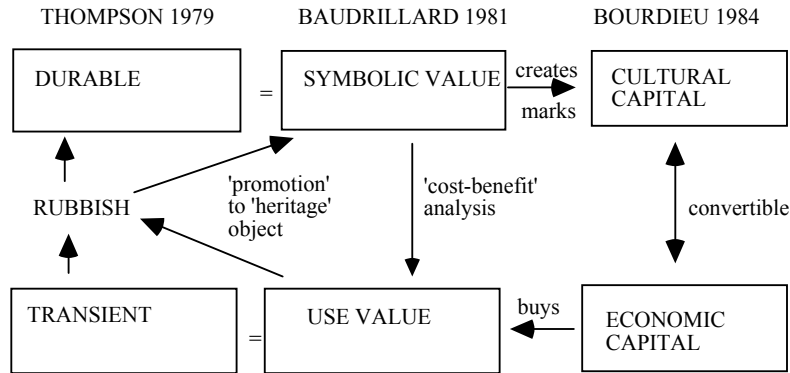 THOMPSON 1979 BAUDRILLARD 1981 BOURDIEU 1984
DURABLE = SYMBOLIC VALUE creates CULTURAL
marks CAPITAL
RUBBISH 'promotion' 'cost-benefit' convertible
to 'heritage' analysis
object
TRANSIENT = USE VALUE buys ECONOMIC
CAPITAL